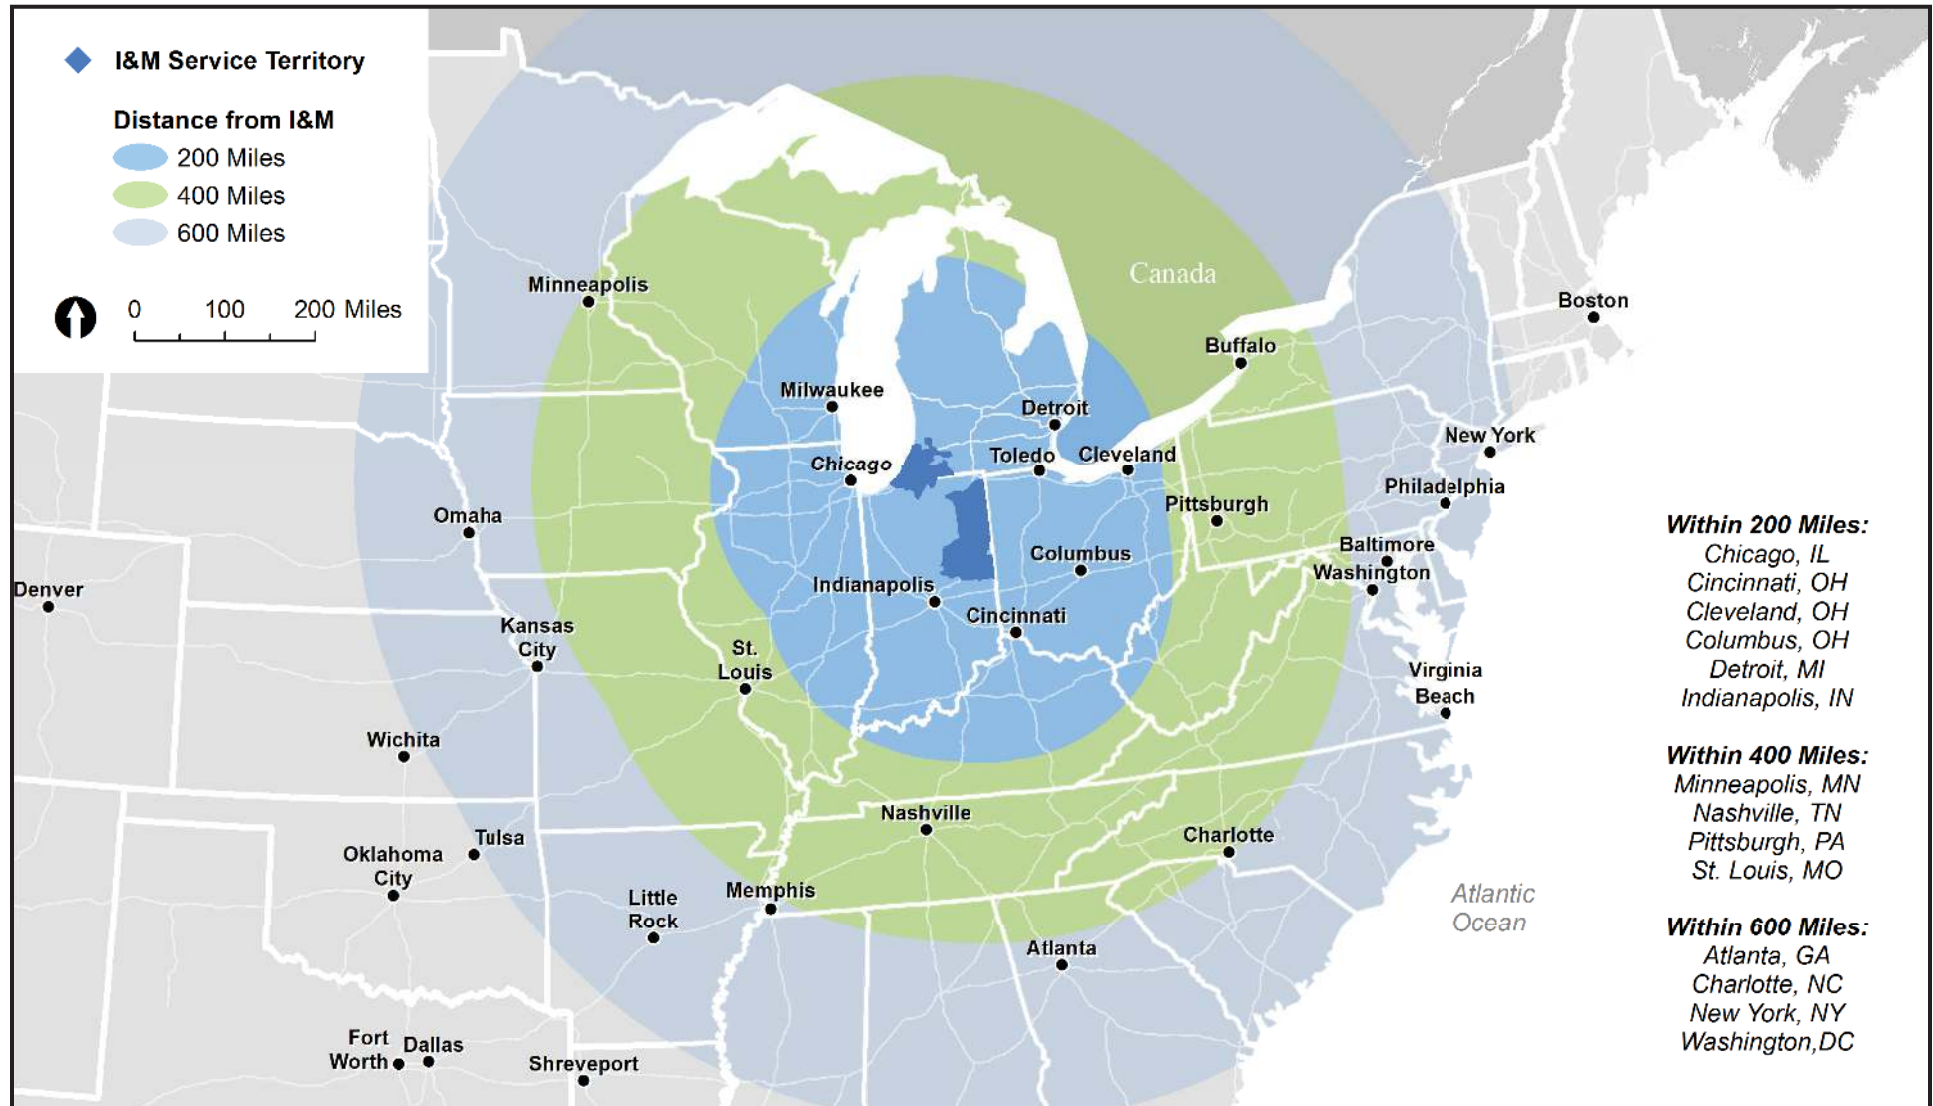 I&M Service Territory
Distance from I&M
200 Miles
400 Miles
600 Miles
0 100 200 Miles
Canada
Minneapolis
Boston
Buffalo
Milwaukee
Detroit
New York
Chicago
Toledo
Cleveland
Philadelphia
Pittsburgh
Omaha
Baltimore
Columbus
Washington
Denver
Indianapolis
Cincinnati
Kansas
City
St.
Louis
Virginia
Beach
Wichita
Nashville
Charlotte
Tulsa
Oklahoma
City
Memphis
Little
Rock
Atlanta
Atlantic
Ocean
Fort
Worth
Dallas
Shreveport
Within 200 Miles:
Chicago, IL
Cincinnati, OH
Cleveland, OH
Columbus, OH
Detroit, MI
Indianapolis, IN
Within 400 Miles:
Minneapolis, MN
Nashville, TN
Pittsburgh, PA
St. Louis, MO
Within 600 Miles:
Atlanta, GA
Charlotte, NC
New York, NY
Washington,DC